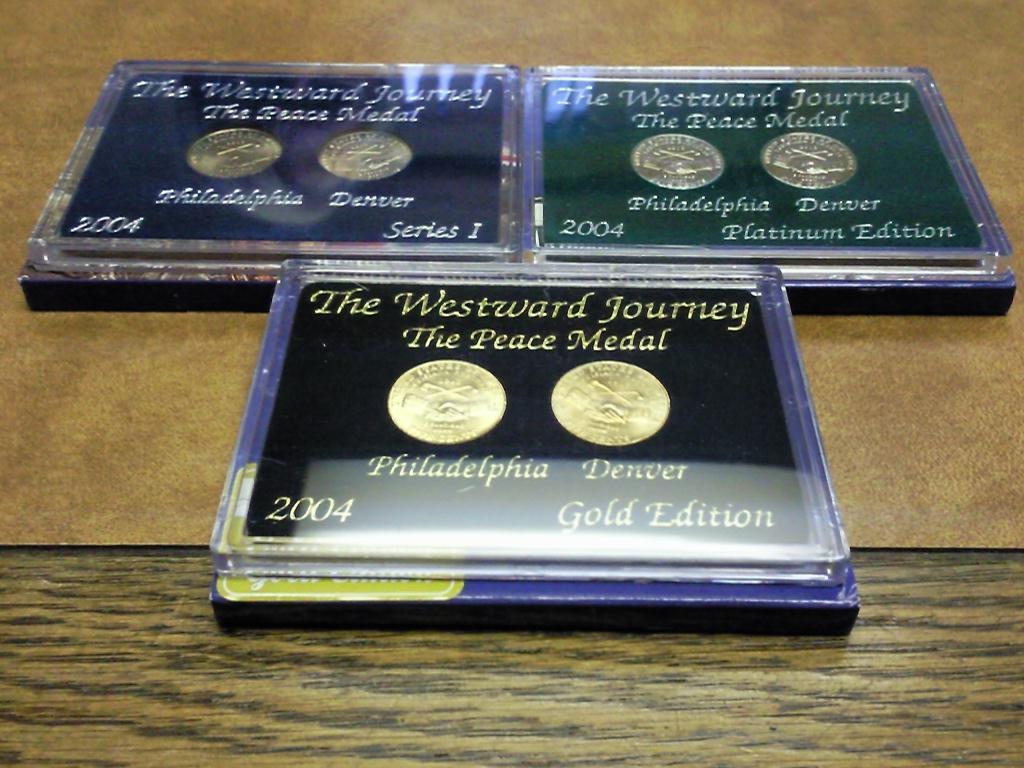 The Westward Journey
The Peace Medal
Philadelphia Denver
2004 Series I
The Westward Journey
The Peace Medal
Philadelphia Denver
2004 Platinum Edition
The Westward Journey
The Peace Medal
Philadelphia Denver
2004 Gold Edition